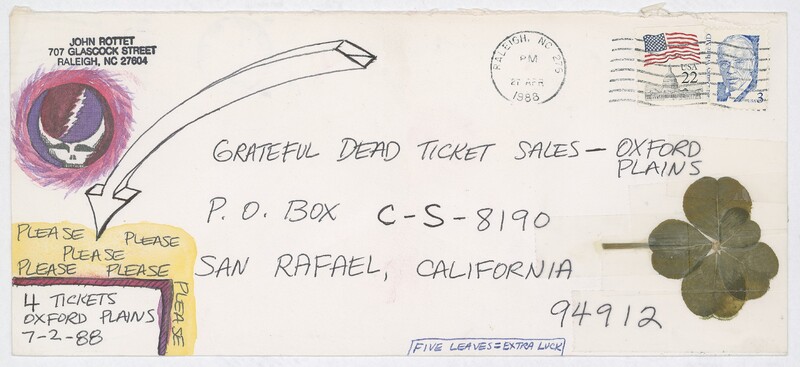 JOHN ROTTET
707 GLASCOCK STREET
RALEIGH, NC 27604
RALEIGH, NC 276
PM
27 APR
1988
USA
22
3
GRATEFUL DEAD TICKET SALES — OXFORD
PLAINS
P. O. BOX C-S-8190
SAN RAFAEL, CALIFORNIA
94912
PLEASE PLEASE
PLEASE
PLEASE PLEASE
PLEASE
4 TICKETS
OXFORD PLAINS
7-2-88
FIVE LEAVES = EXTRA LUCK